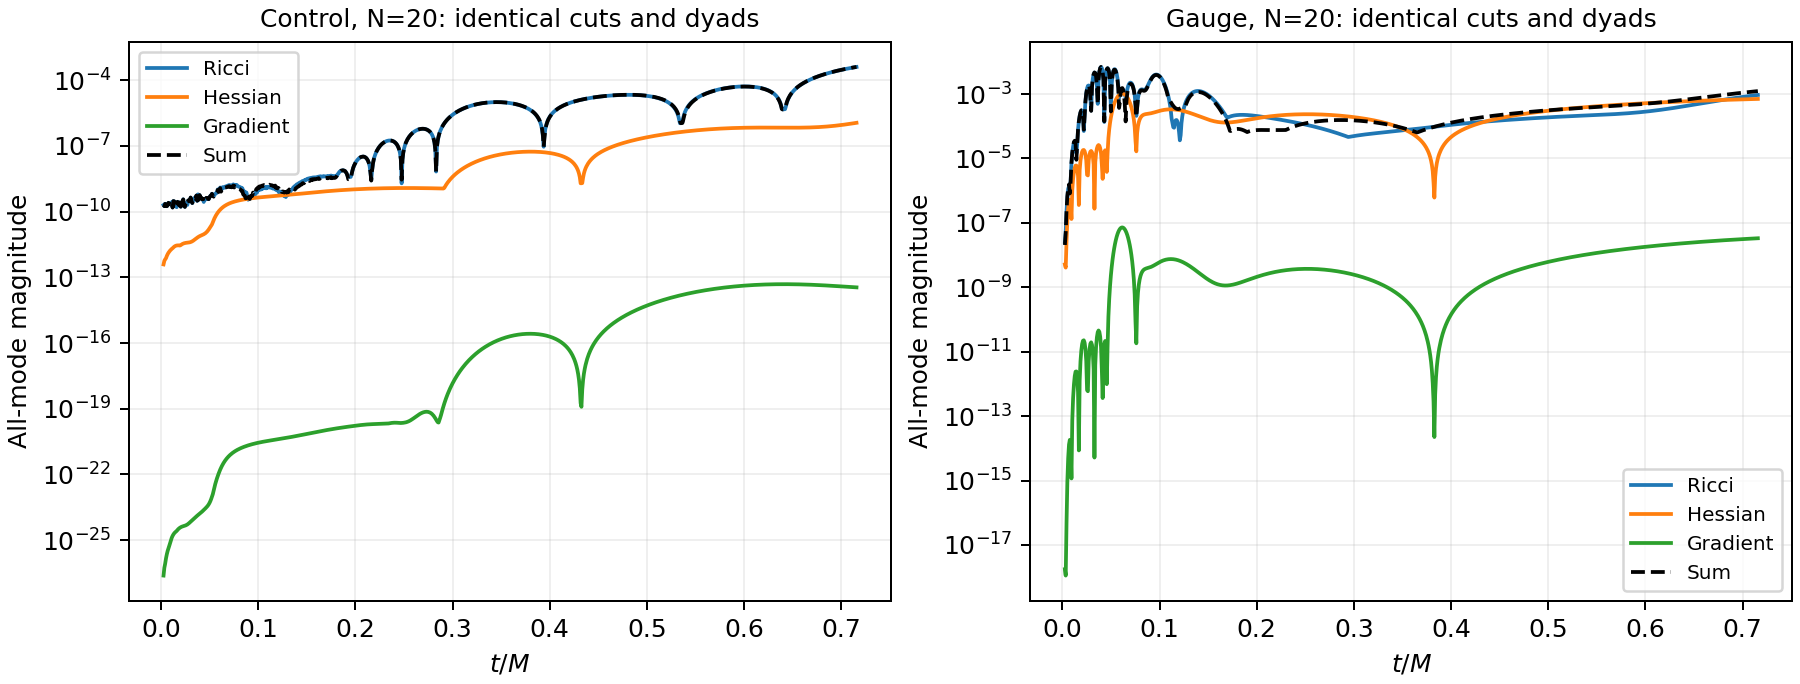 Control, N=20: identical cuts and dyads
All-mode magnitude
10⁻⁴
10⁻⁷
10⁻¹⁰
10⁻¹³
10⁻¹⁶
10⁻¹⁹
10⁻²²
10⁻²⁵
Ricci
Hessian
Gradient
Sum
0.0 0.1 0.2 0.3 0.4 0.5 0.6 0.7
t/M
Gauge, N=20: identical cuts and dyads
All-mode magnitude
10⁻³
10⁻⁵
10⁻⁷
10⁻⁹
10⁻¹¹
10⁻¹³
10⁻¹⁵
10⁻¹⁷
Ricci
Hessian
Gradient
Sum
0.0 0.1 0.2 0.3 0.4 0.5 0.6 0.7
t/M